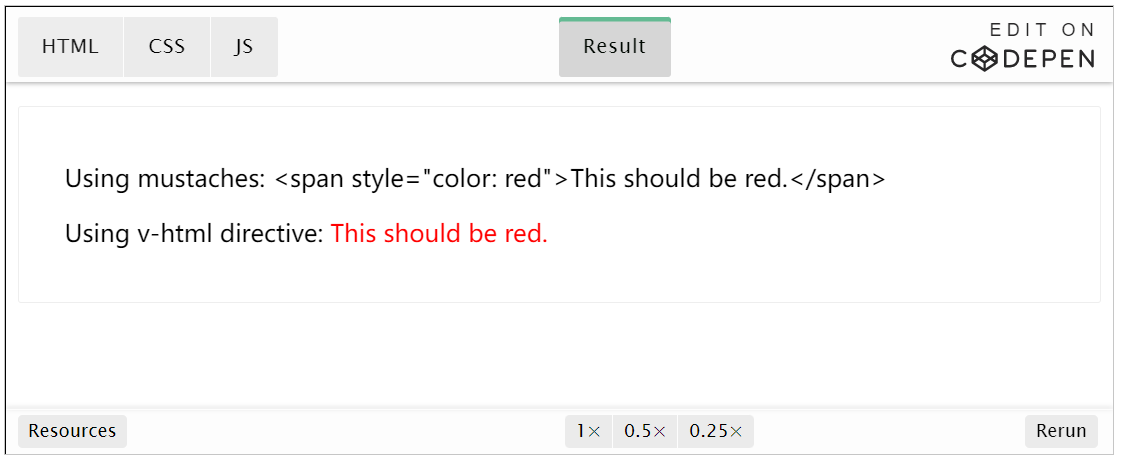 HTML CSS JS Result EDIT ON
CODEPEN
Using mustaches: <span style="color: red">This should be red.</span>
Using v-html directive: This should be red.
Resources 1× 0.5× 0.25× Rerun